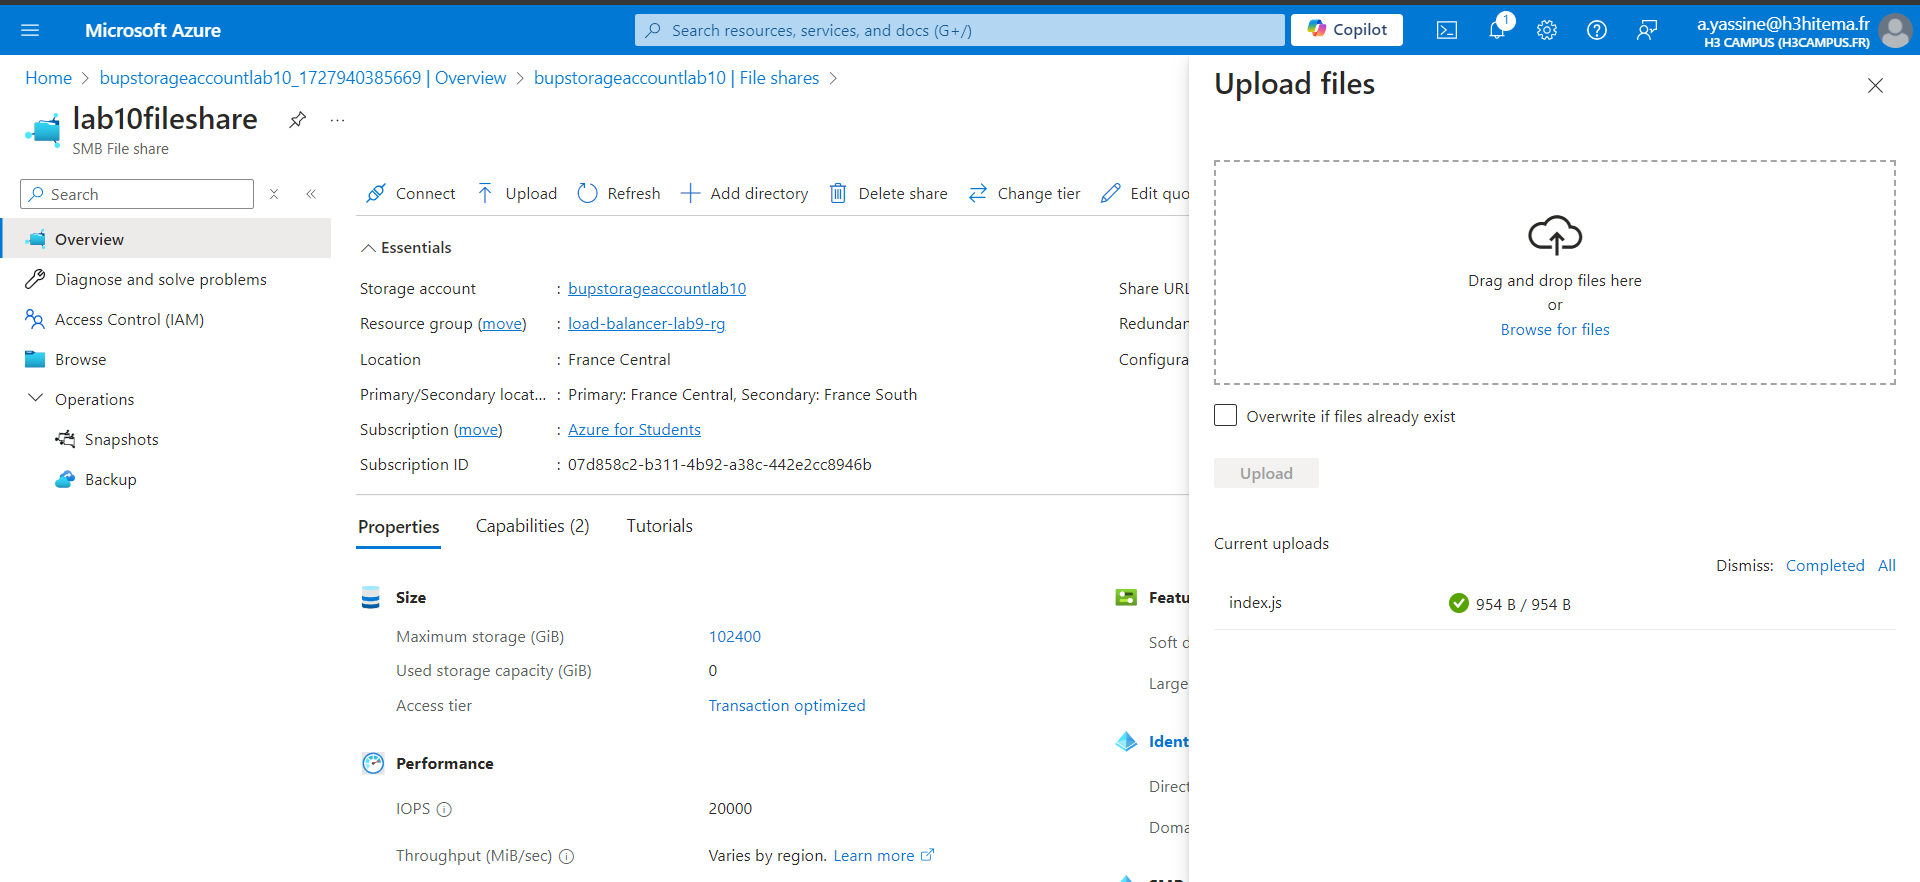 Microsoft Azure
Search resources, services, and docs (G+/)
Copilot
1
a.yassine@h3hitema.fr
H3 CAMPUS (H3CAMPUS.FR)
Home > bupstorageaccountlab10_1727940385669 | Overview > bupstorageaccountlab10 | File shares >
lab10fileshare
SMB File share
Search
Overview
Diagnose and solve problems
Access Control (IAM)
Browse
Operations
Snapshots
Backup
Connect
Upload
Refresh
Add directory
Delete share
Change tier
Edit quo
Essentials
Storage account : bupstorageaccountlab10
Resource group (move) : load-balancer-lab9-rg
Location : France Central
Primary/Secondary locat... : Primary: France Central, Secondary: France South
Subscription (move) : Azure for Students
Subscription ID : 07d858c2-b311-4b92-a38c-442e2cc8946b
Share URL
Redundan
Configura
Properties
Capabilities (2)
Tutorials
Size
Maximum storage (GiB) 102400
Used storage capacity (GiB) 0
Access tier Transaction optimized
Performance
IOPS 20000
Throughput (MiB/sec) Varies by region. Learn more
Featu
Soft d
Large
Ident
Direct
Doma
Upload files
Drag and drop files here
or
Browse for files
Overwrite if files already exist
Upload
Current uploads
Dismiss: Completed All
index.js 954 B / 954 B